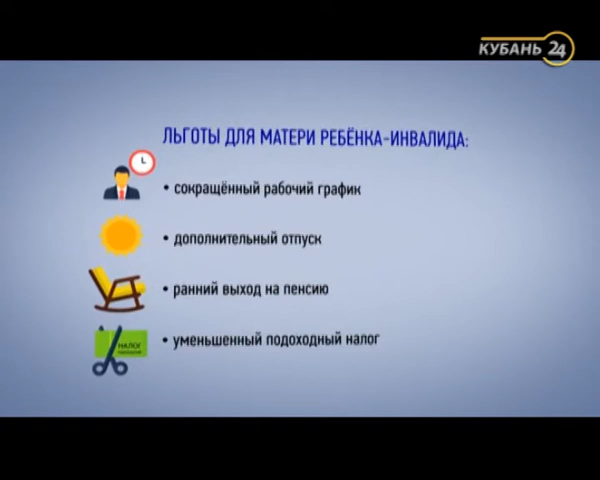 КУБАНЬ 24
ЛЬГОТЫ ДЛЯ МАТЕРИ РЕБЁНКА-ИНВАЛИДА:
• сокращённый рабочий график
• дополнительный отпуск
• ранний выход на пенсию
НАЛОГ
• уменьшенный подоходный налог